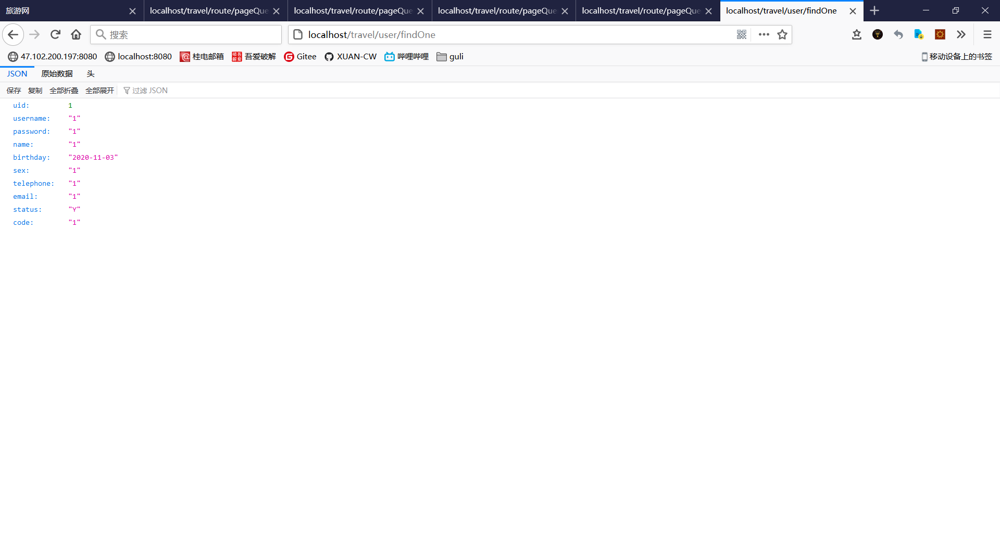 旅游网
localhost/travel/route/pageQue
localhost/travel/route/pageQue
localhost/travel/route/pageQue
localhost/travel/route/pageQue
localhost/travel/user/findOne
搜索
localhost/travel/user/findOne
47.102.200.197:8080
localhost:8080
桂电邮箱
吾爱破解
Gitee
XUAN-CW
哔哩哔哩
guli
移动设备上的书签
JSON 原始数据 头
保存 复制 全部折叠 全部展开 过滤 JSON
uid: 1
username: "1"
password: "1"
name: "1"
birthday: "2020-11-03"
sex: "1"
telephone: "1"
email: "1"
status: "Y"
code: "1"